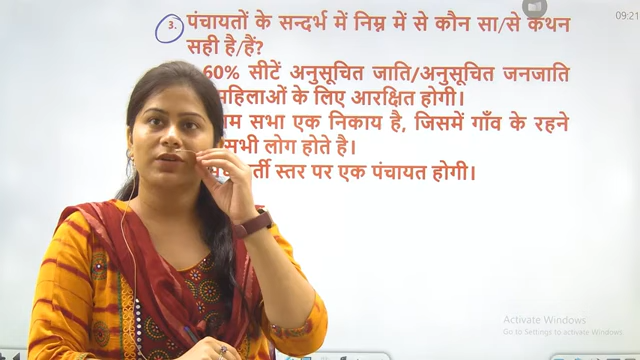 3. पंचायतों के सन्दर्भ में निम्न में से कौन सा/से कथन
सही है/हैं?
60% सीटें अनुसूचित जाति/अनुसूचित जनजाति
महिलाओं के लिए आरक्षित होगी।
सभा एक निकाय है, जिसमें गाँव के रहने
सभी लोग होते है।
स्तर पर एक पंचायत होगी।
09:21
Activate Windows
Go to Settings to activate Windows.